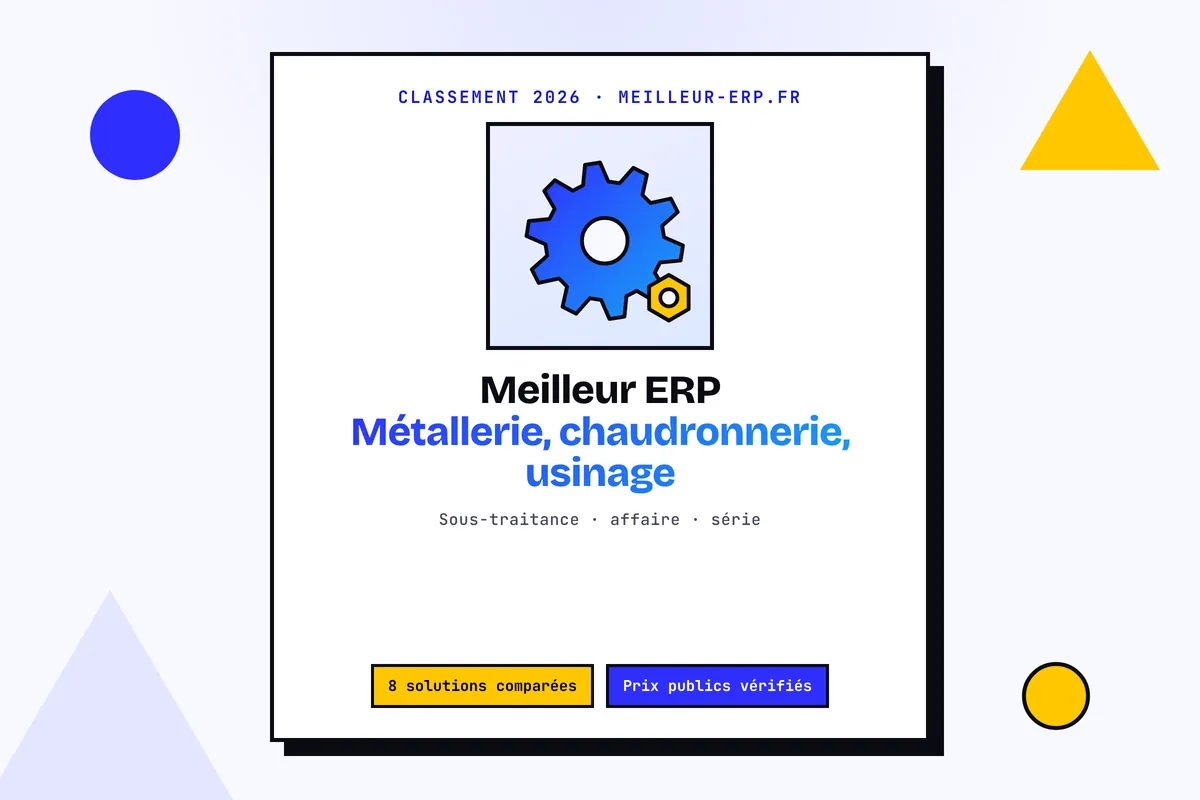 CLASSEMENT 2026 · MEILLEUR-ERP.FR
Meilleur ERP
Métallerie, chaudronnerie,
usinage
Sous-traitance · affaire · série
8 solutions comparées
Prix publics vérifiés